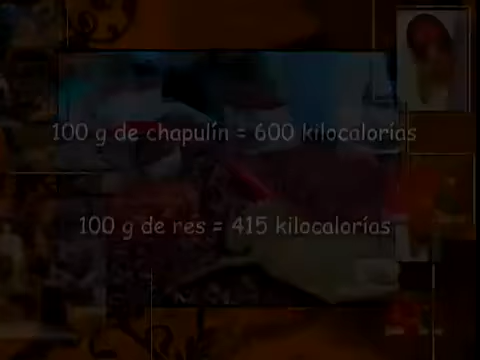 100 g de chapulín = 600 kilocalorías
100 g de res = 415 kilocalorías